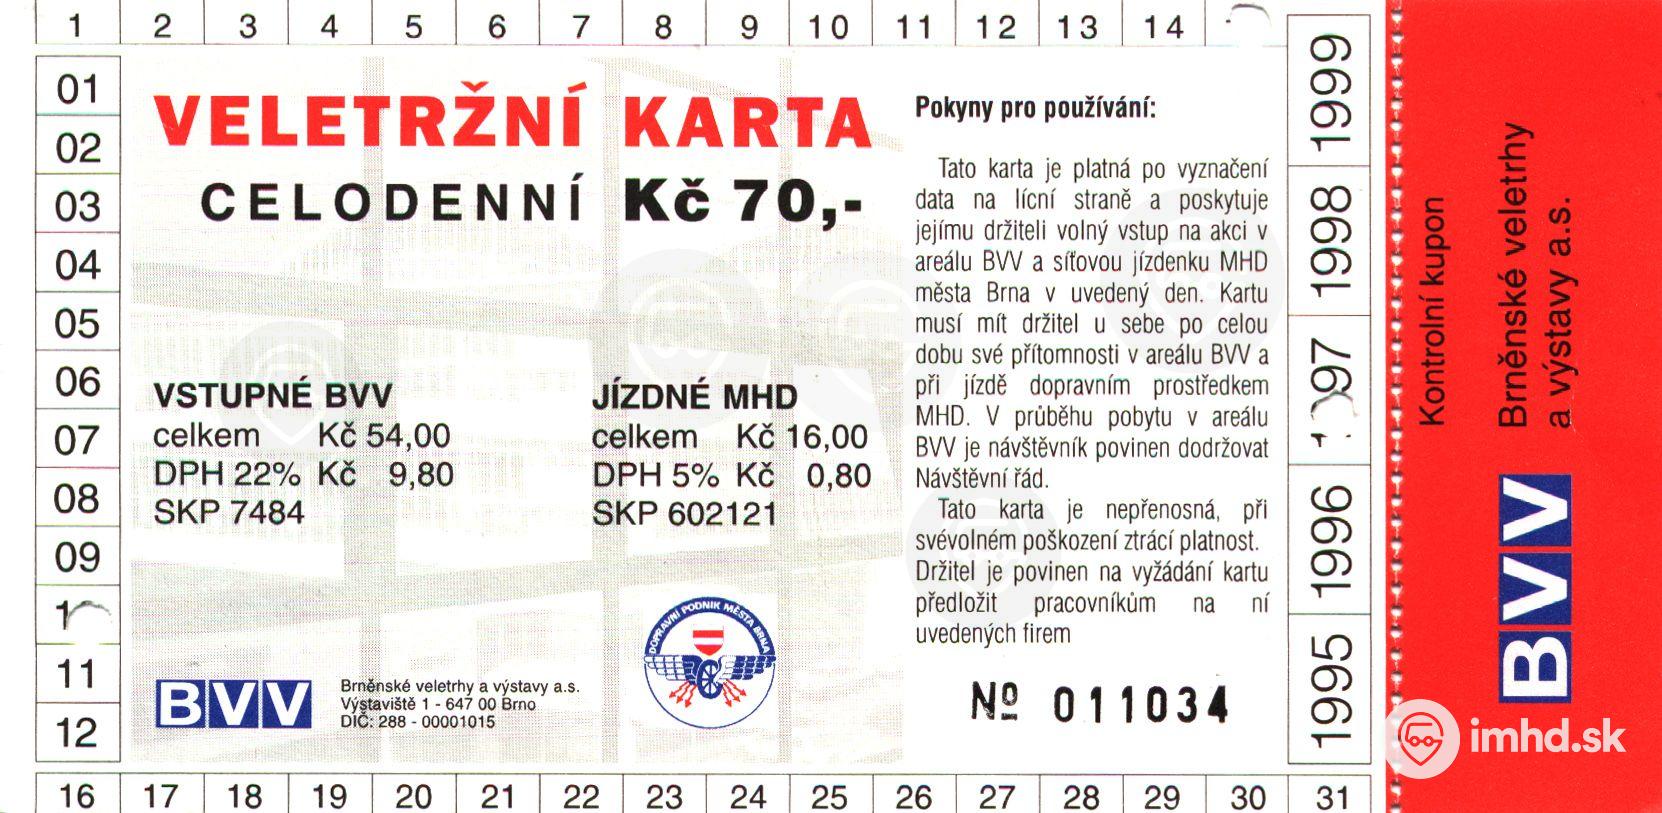 1 2 3 4 5 6 7 8 9 10 11 12 13 14
01
02
03
04
05
06
07
08
09
11
12
VELETRŽNÍ KARTA
CELODENNÍ Kč 70,-
VSTUPNÉ BVV
celkem Kč 54,00
DPH 22% Kč 9,80
SKP 7484
JÍZDNÉ MHD
celkem Kč 16,00
DPH 5% Kč 0,80
SKP 602121
BVV
Brněnské veletrhy a výstavy a.s.
Výstaviště 1 - 647 00 Brno
DIČ: 288 - 00001015
DOPRAVNÍ PODNIK MĚSTA BRNA
Pokyny pro používání:
Tato karta je platná po vyznačení
data na lícní straně a poskytuje
jejímu držiteli volný vstup na akci v
areálu BVV a síťovou jízdenku MHD
města Brna v uvedený den. Kartu
musí mít držitel u sebe po celou
dobu své přítomnosti v areálu BVV a
při jízdě dopravním prostředkem
MHD. V průběhu pobytu v areálu
BVV je návštěvník povinen dodržovat
Návštěvní řád.
Tato karta je nepřenosná, při
svévolném poškození ztrácí platnost.
Držitel je povinen na vyžádání kartu
předložit pracovníkům na ní
uvedených firem
Nº 011034
1999
1998
1996
1995
16 17 18 19 20 21 22 23 24 25 26 27 28 29 30 31
Kontrolní kupon
Brněnské veletrhy
a výstavy a.s.
BVV
imhd.sk